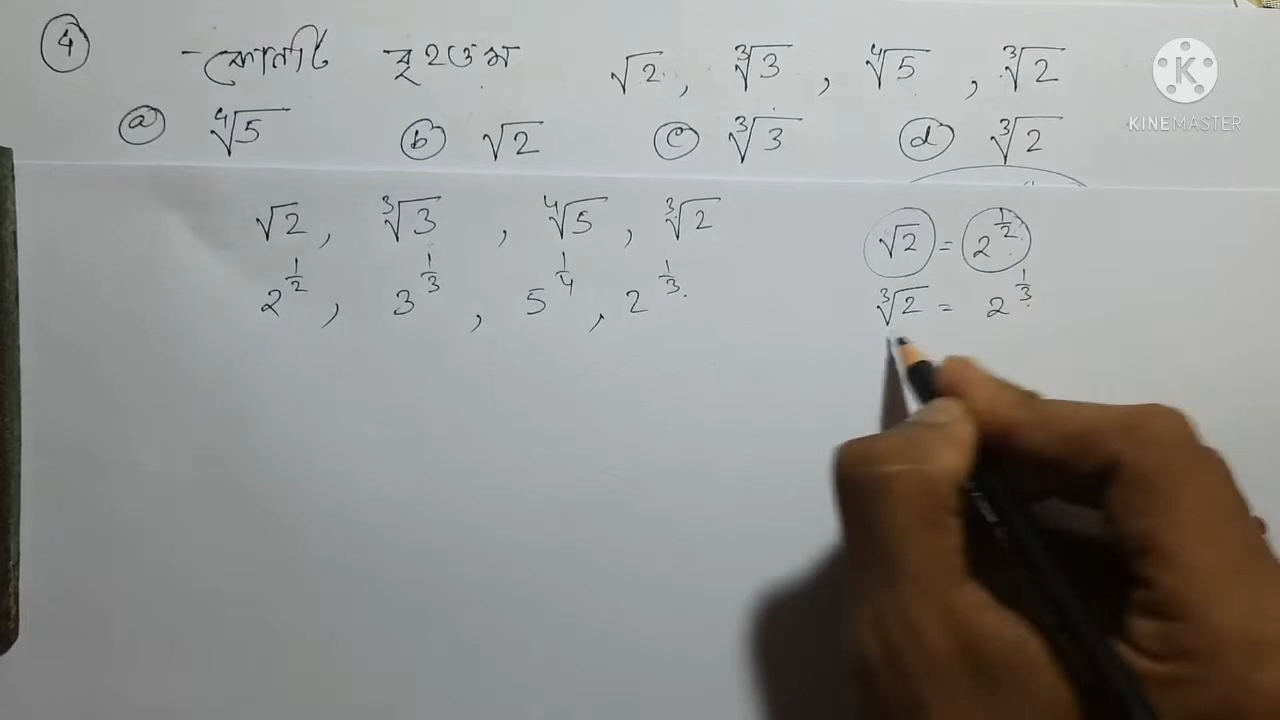 ④ কোনটি বৃহত্তম √2, ∛3, ∜5, ∛2
ⓐ ∜5 ⓑ √2 ⓒ ∛3 ⓓ ∛2
√2, ∛3, ∜5, ∛2
2^{1/2}, 3^{1/3}, 5^{1/4}, 2^{1/3}.
√2 = 2^{1/2}
∛2 = 2^{1/3}
KINEMASTER